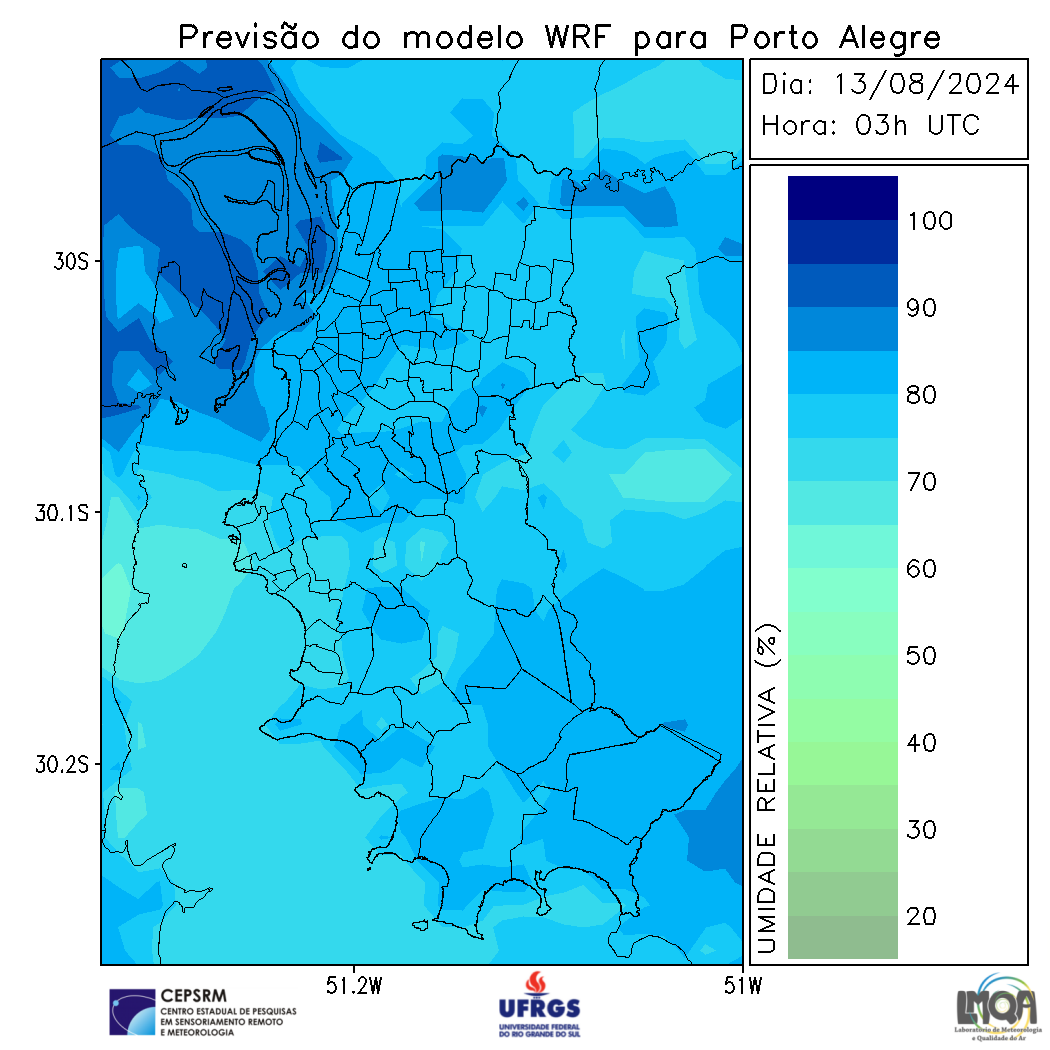 Previsão do modelo WRF para Porto Alegre
Dia: 13/08/2024
Hora: 03h UTC
30S
30.1S
30.2S
51.2W
51W
100
90
80
70
60
50
40
30
20
UMIDADE RELATIVA (%)
CEPSRM
CENTRO ESTADUAL DE PESQUISAS
EM SENSORIAMENTO REMOTO
E METEOROLOGIA
UFRGS
UNIVERSIDADE FEDERAL
DO RIO GRANDE DO SUL
LMQA
Laboratório de Meteorologia
e Qualidade do Ar